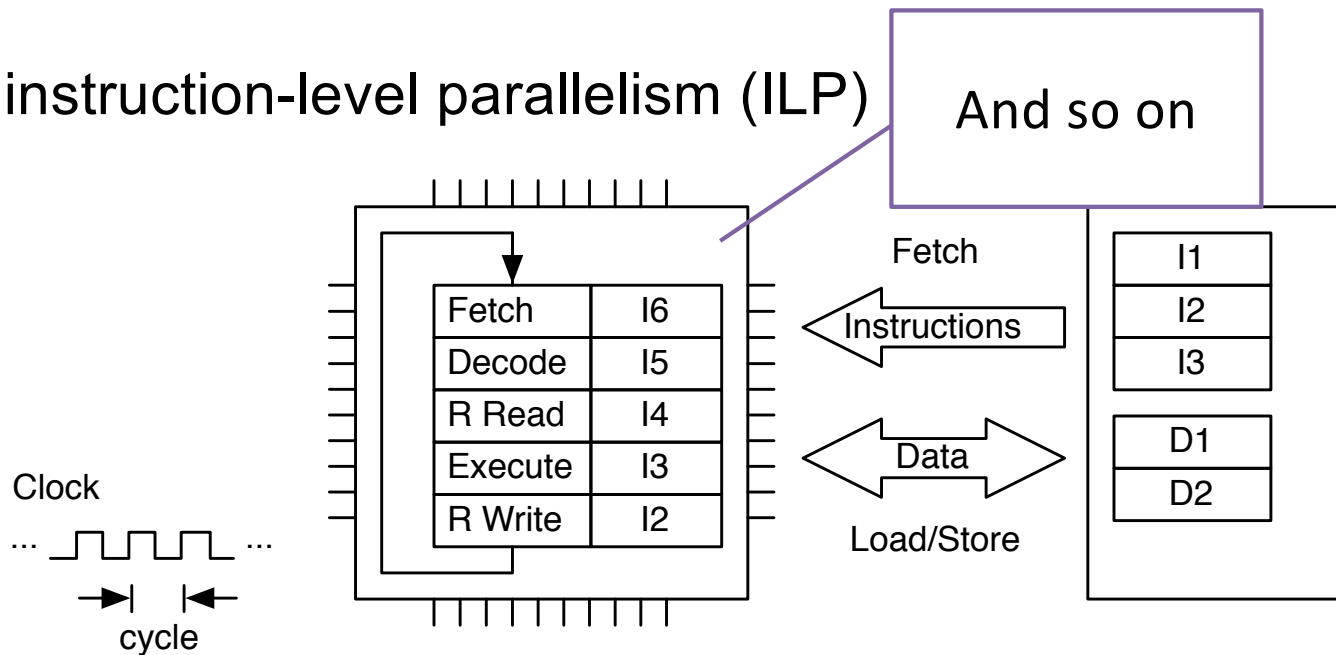 instruction-level parallelism (ILP)
And so on
Fetch I6
Decode I5
R Read I4
Execute I3
R Write I2
Fetch
Instructions
Data
Load/Store
I1
I2
I3
D1
D2
Clock
... ...
cycle